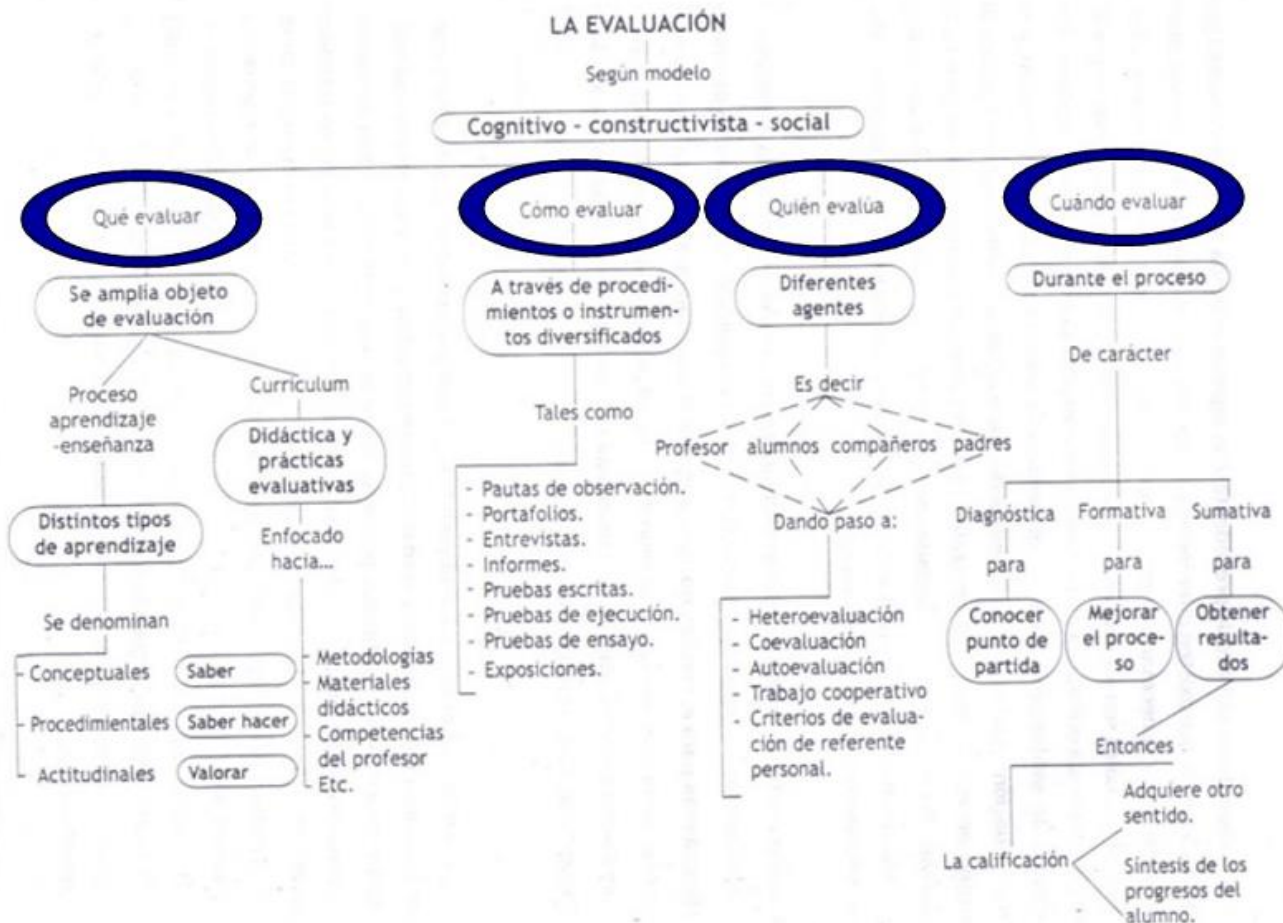 LA EVALUACIÓN
Según modelo
Cognitivo - constructivista - social
Qué evaluar
Se amplía objeto
de evaluación
Proceso
aprendizaje
-enseñanza
Distintos tipos
de aprendizaje
Se denominan
- Conceptuales
Saber
- Procedimientales
Saber hacer
- Actitudinales
Valorar
Currículum
Didáctica y
prácticas
evaluativas
Enfocado
hacia...
- Metodologías
- Materiales
didácticos
- Competencias
del profesor
- Etc.
Cómo evaluar
A través de procedi-
mientos o instrumen-
tos diversificados
Tales como
- Pautas de observación.
- Portafolios.
- Entrevistas.
- Informes.
- Pruebas escritas.
- Pruebas de ejecución.
- Pruebas de ensayo.
- Exposiciones.
Quién evalúa
Diferentes
agentes
Es decir
Profesor alumnos compañeros padres
Dando paso a:
- Heteroevaluación
- Coevaluación
- Autoevaluación
- Trabajo cooperativo
- Criterios de evalua-
ción de referente
personal.
Cuándo evaluar
Durante el proceso
De carácter
Diagnóstica
para
Conocer
punto de
partida
Formativa
para
Mejorar
el proce-
so
Sumativa
para
Obtener
resulta-
dos
Entonces
La calificación
Adquiere otro
sentido.
Síntesis de los
progresos del
alumno.